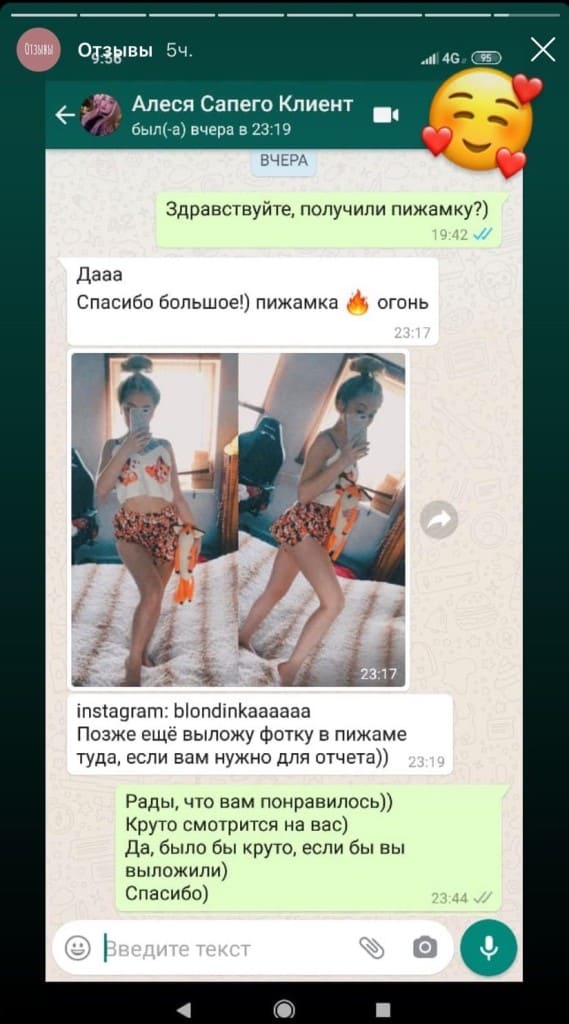 Отзывы
Отзывы 5ч.
9:56
4G 95
Алеся Сапего Клиент
был(-а) вчера в 23:19
ВЧЕРА
Здравствуйте, получили пижамку?)
19:42
Дааа
Спасибо большое!) пижамка 🔥 огонь
23:17
23:17
instagram: blondinkaaaaaa
Позже ещё выложу фотку в пижаме
туда, если вам нужно для отчета))
23:19
Рады, что вам понравилось))
Круто смотрится на вас)
Да, было бы круто, если бы вы
выложили)
Спасибо)
23:44
Введите текст